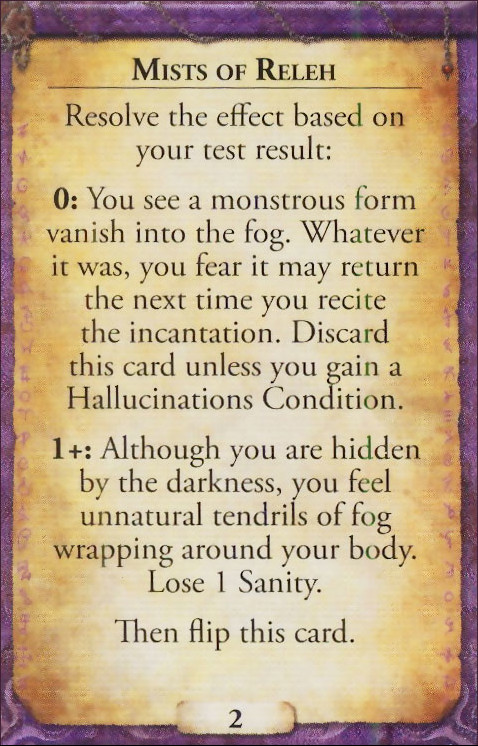 MISTS OF RELEH
Resolve the effect based on
your test result:
0: You see a monstrous form
vanish into the fog. Whatever
it was, you fear it may return
the next time you recite
the incantation. Discard
this card unless you gain a
Hallucinations Condition.
1+: Although you are hidden
by the darkness, you feel
unnatural tendrils of fog
wrapping around your body.
Lose 1 Sanity.
Then flip this card.
2